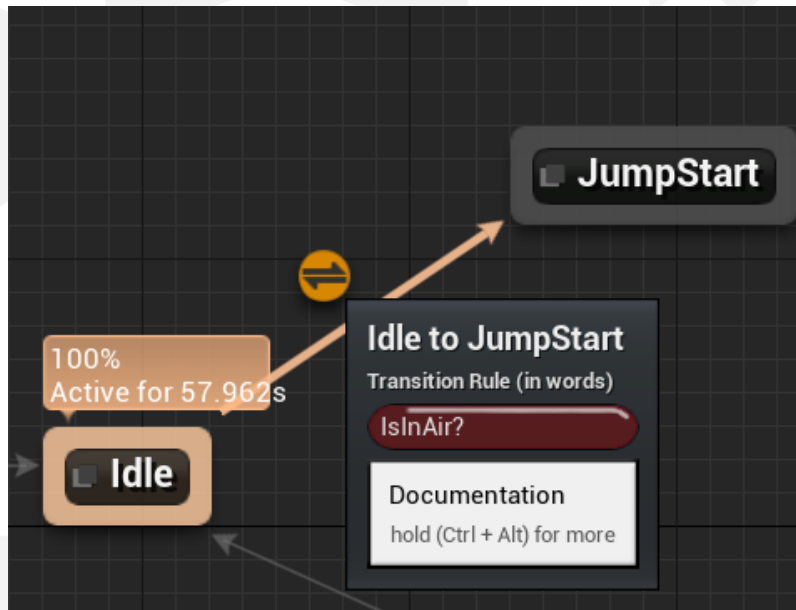 JumpStart
Idle to JumpStart
Transition Rule (in words)
IsInAir?
Documentation
hold (Ctrl + Alt) for more
100%
Active for 57.962s
Idle